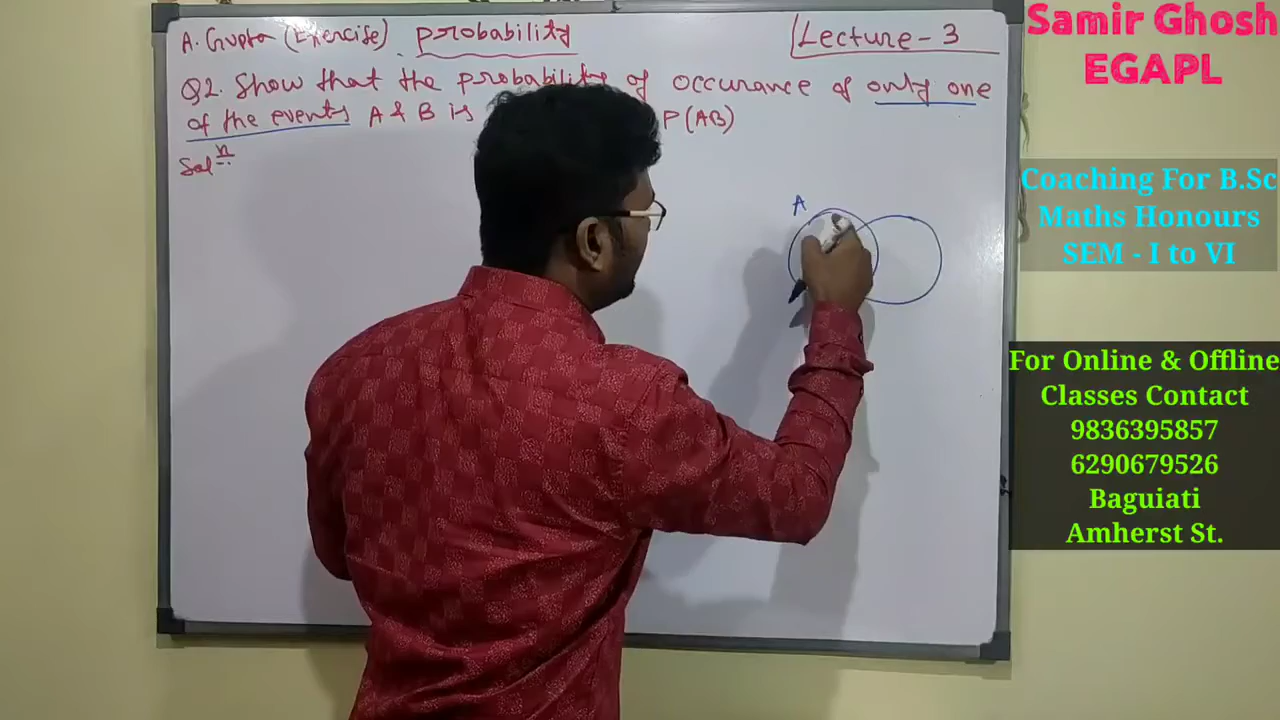 A. Gupta (Exercise) probability
Lecture - 3
Q2. Show that the probability of occurance of only one
of the events A & B is P(AB)
Solⁿ
A
Samir Ghosh
EGAPL
Coaching For B.Sc
Maths Honours
SEM - I to VI
For Online & Offline
Classes Contact
9836395857
6290679526
Baguiati
Amherst St.